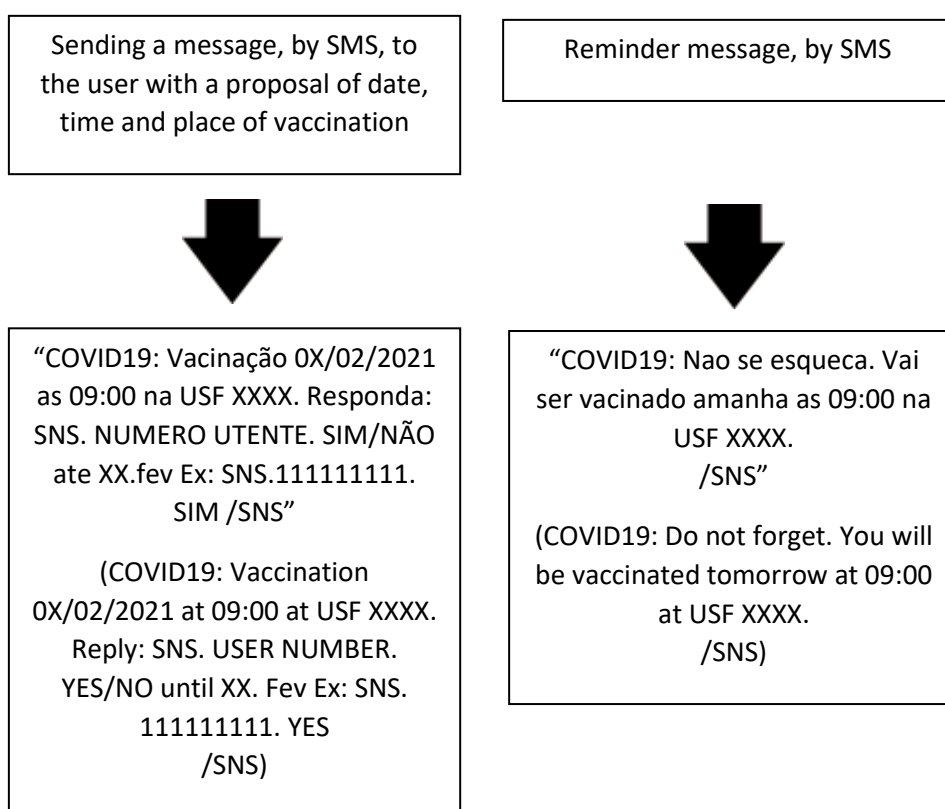 Sending a message, by SMS, to
the user with a proposal of date,
time and place of vaccination
Reminder message, by SMS
“COVID19: Vacinação 0X/02/2021
as 09:00 na USF XXXX. Responda:
SNS. NUMERO UTENTE. SIM/NÃO
ate XX.fev Ex: SNS.111111111.
SIM /SNS”
(COVID19: Vaccination
0X/02/2021 at 09:00 at USF XXXX.
Reply: SNS. USER NUMBER.
YES/NO until XX. Fev Ex: SNS.
111111111. YES
/SNS)
“COVID19: Nao se esqueca. Vai
ser vacinado amanha as 09:00 na
USF XXXX.
/SNS”
(COVID19: Do not forget. You will
be vaccinated tomorrow at 09:00
at USF XXXX.
/SNS)